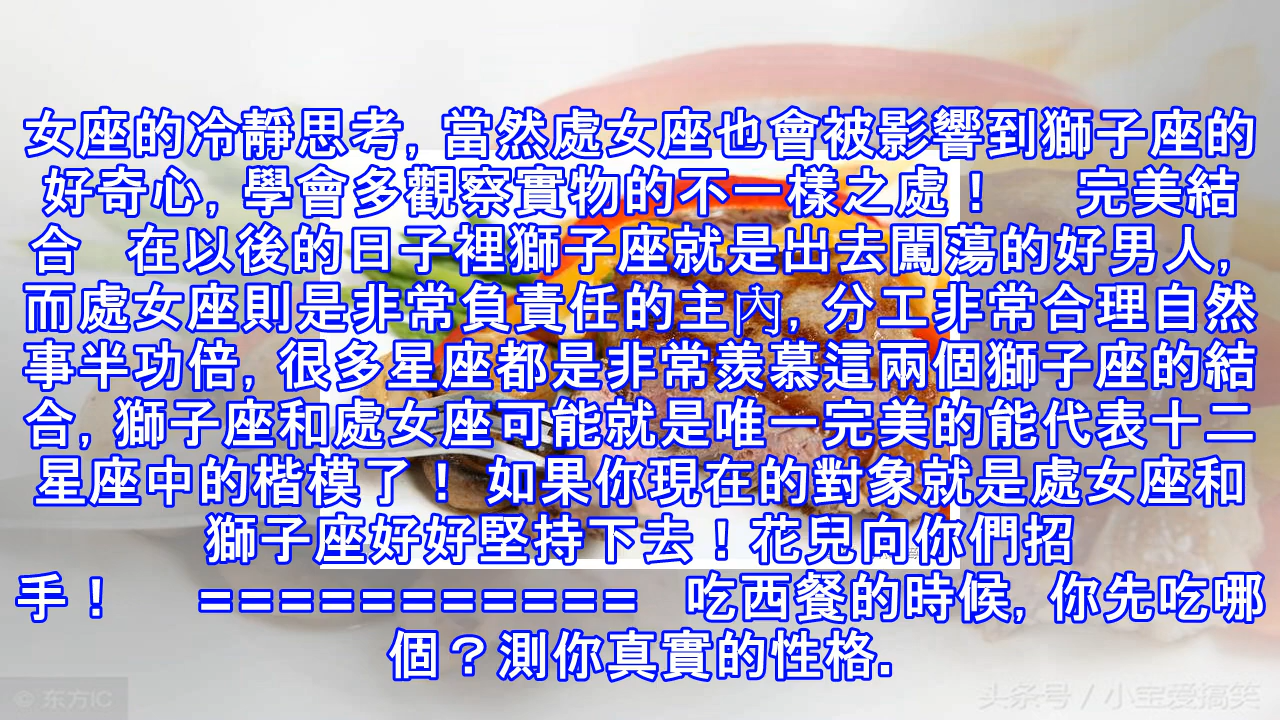 女座的冷靜思考, 當然處女座也會被影響到獅子座的
好奇心, 學會多觀察實物的不一樣之處！ 完美結
合 在以後的日子裡獅子座就是出去闖蕩的好男人,
而處女座則是非常負責任的主內, 分工非常合理自然
事半功倍, 很多星座都是非常羨慕這兩個獅子座的結
合, 獅子座和處女座可能就是唯一完美的能代表十二
星座中的楷模了！ 如果你現在的對象就是處女座和
獅子座好好堅持下去！花兒向你們招
手！ =========== 吃西餐的時候, 你先吃哪
個？測你真實的性格.
© 东方IC
头条号 / 小宝爱搞笑